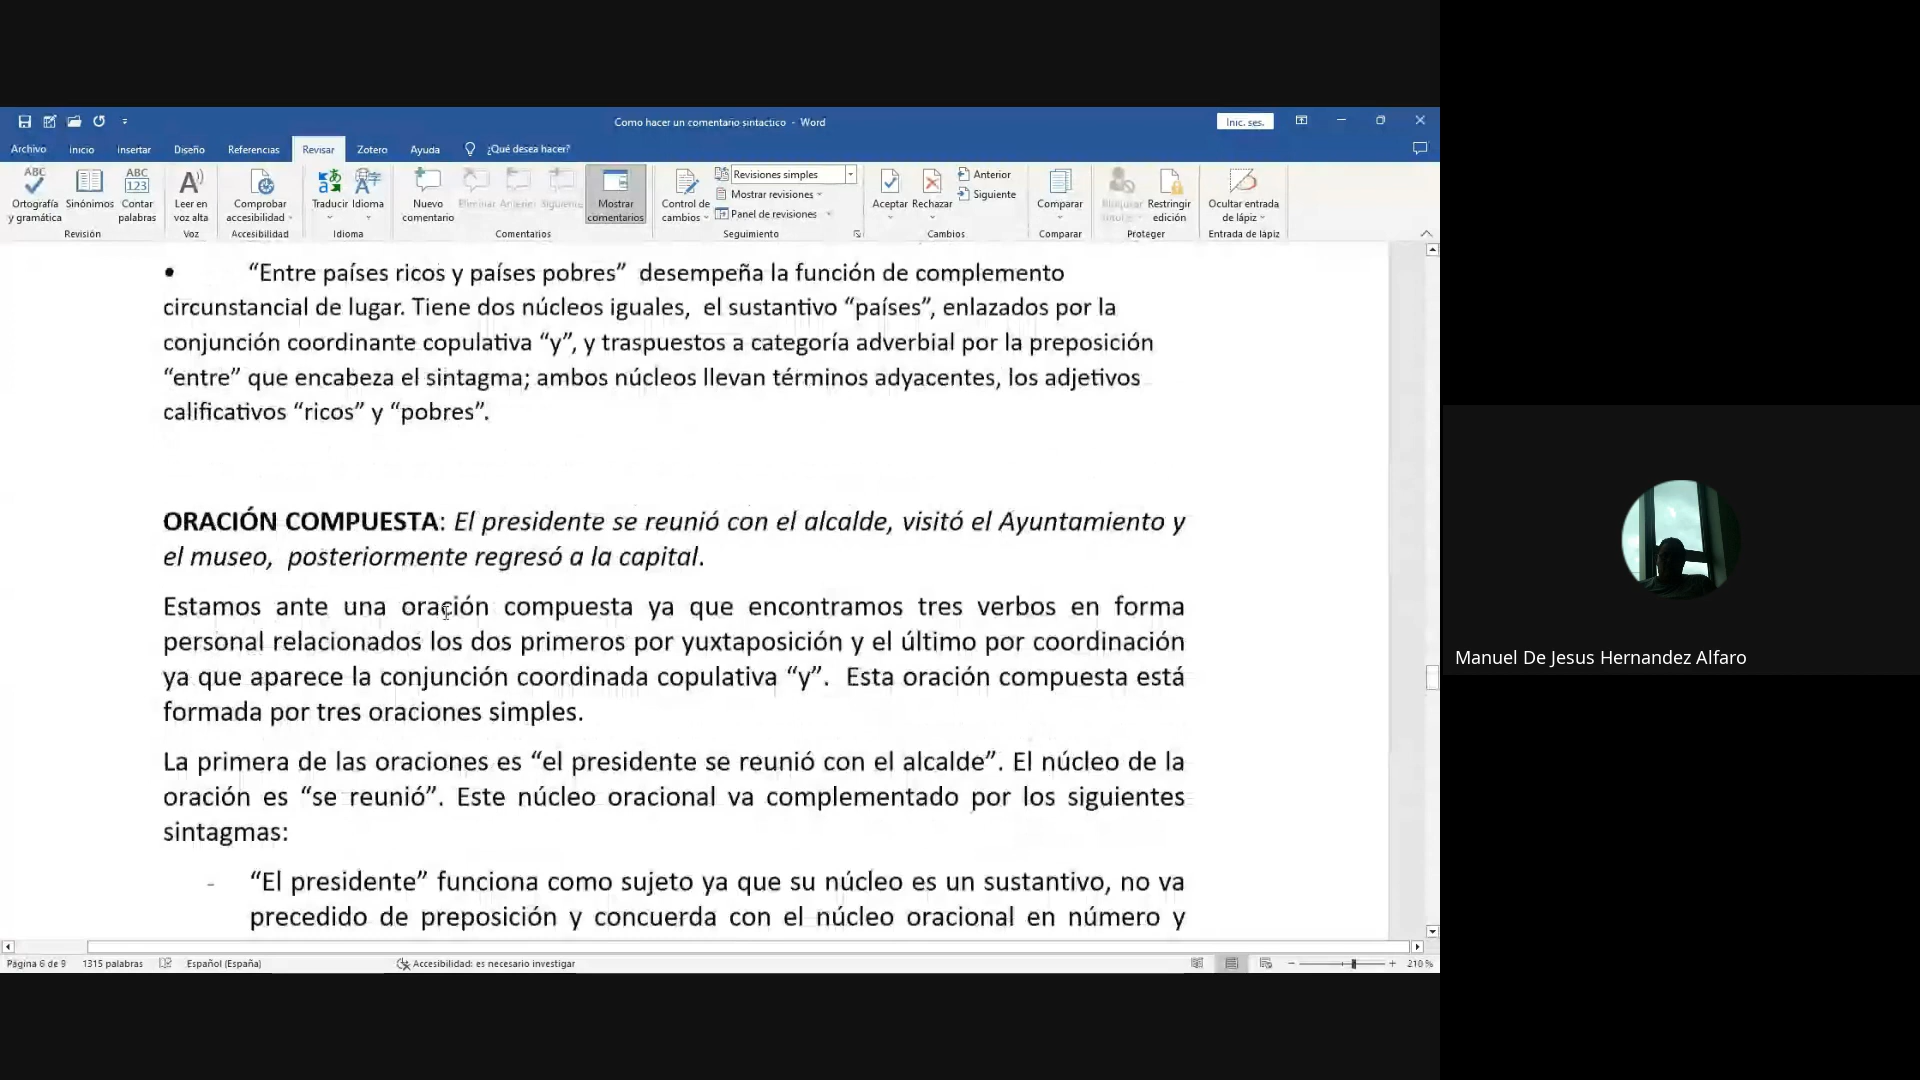 Como hacer un comentario sintactico - Word
Inic. ses.
Archivo Inicio Insertar Diseño Referencias Revisar Zotero Ayuda ¿Qué desea hacer?
Ortografía y gramática
Sinónimos
Contar palabras
Revisión
Leer en voz alta
Voz
Comprobar accesibilidad
Accesibilidad
Traducir Idioma
Idioma
Nuevo comentario
Eliminar Anterior Siguiente
Mostrar comentarios
Comentarios
Control de cambios
Revisiones simples
Mostrar revisiones
Panel de revisiones
Seguimiento
Aceptar Rechazar
Anterior
Siguiente
Cambios
Comparar
Comparar
Bloquear
Restringir edición
Proteger
Ocultar entrada de lápiz
Entrada de lápiz
• “Entre países ricos y países pobres” desempeña la función de complemento
circunstancial de lugar. Tiene dos núcleos iguales, el sustantivo “países”, enlazados por la
conjunción coordinante copulativa “y”, y traspuestos a categoría adverbial por la preposición
“entre” que encabeza el sintagma; ambos núcleos llevan términos adyacentes, los adjetivos
calificativos “ricos” y “pobres”.
ORACIÓN COMPUESTA: El presidente se reunió con el alcalde, visitó el Ayuntamiento y
el museo, posteriormente regresó a la capital.
Estamos ante una oración compuesta ya que encontramos tres verbos en forma
personal relacionados los dos primeros por yuxtaposición y el último por coordinación
ya que aparece la conjunción coordinada copulativa “y”. Esta oración compuesta está
formada por tres oraciones simples.
La primera de las oraciones es “el presidente se reunió con el alcalde”. El núcleo de la
oración es “se reunió”. Este núcleo oracional va complementado por los siguientes
sintagmas:
- “El presidente” funciona como sujeto ya que su núcleo es un sustantivo, no va
precedido de preposición y concuerda con el núcleo oracional en número y
Página 6 de 9 1315 palabras Español (España) Accesibilidad: es necesario investigar 210 %
Manuel De Jesus Hernandez Alfaro